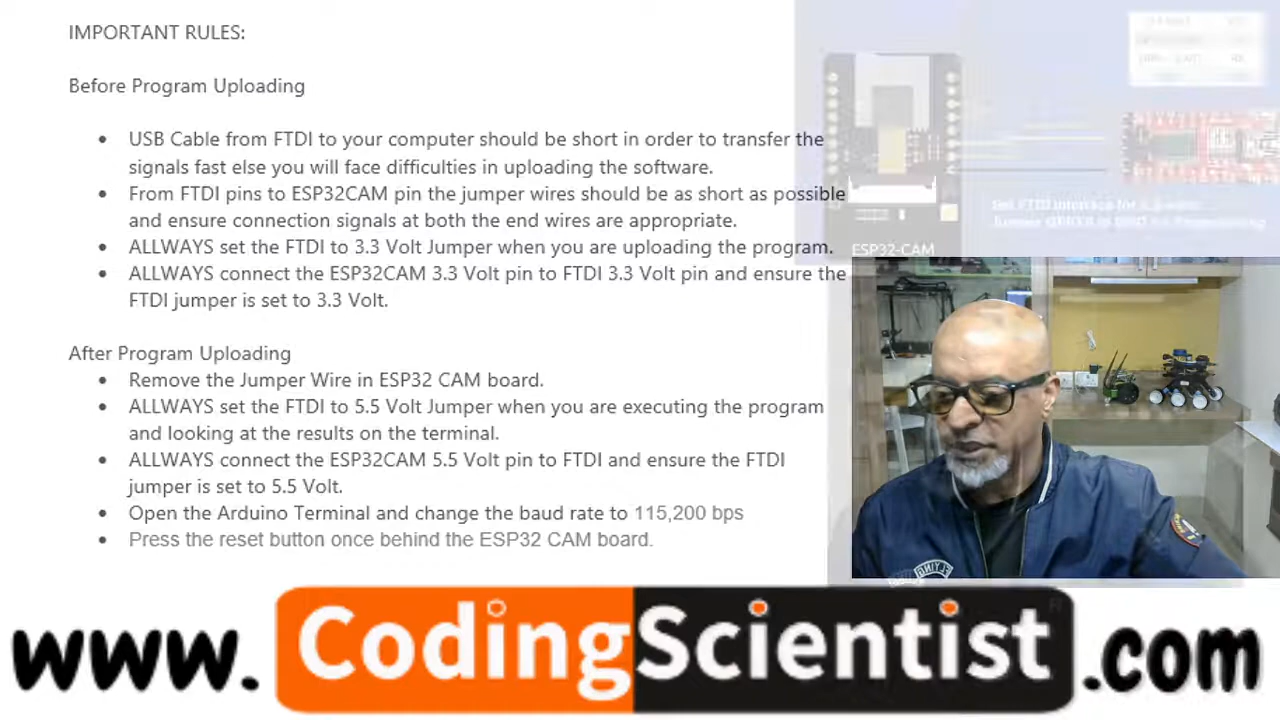 IMPORTANT RULES:
Before Program Uploading
• USB Cable from FTDI to your computer should be short in order to transfer the
signals fast else you will face difficulties in uploading the software.
• From FTDI pins to ESP32CAM pin the jumper wires should be as short as possible
and ensure connection signals at both the end wires are appropriate.
• ALLWAYS set the FTDI to 3.3 Volt Jumper when you are uploading the program.
• ALLWAYS connect the ESP32CAM 3.3 Volt pin to FTDI 3.3 Volt pin and ensure the
FTDI jumper is set to 3.3 Volt.
After Program Uploading
• Remove the Jumper Wire in ESP32 CAM board.
• ALLWAYS set the FTDI to 5.5 Volt Jumper when you are executing the program
and looking at the results on the terminal.
• ALLWAYS connect the ESP32CAM 5.5 Volt pin to FTDI and ensure the FTDI
jumper is set to 5.5 Volt.
• Open the Arduino Terminal and change the baud rate to 115,200 bps
• Press the reset button once behind the ESP32 CAM board.
ESP32-CAM
www.CodingScientist.com